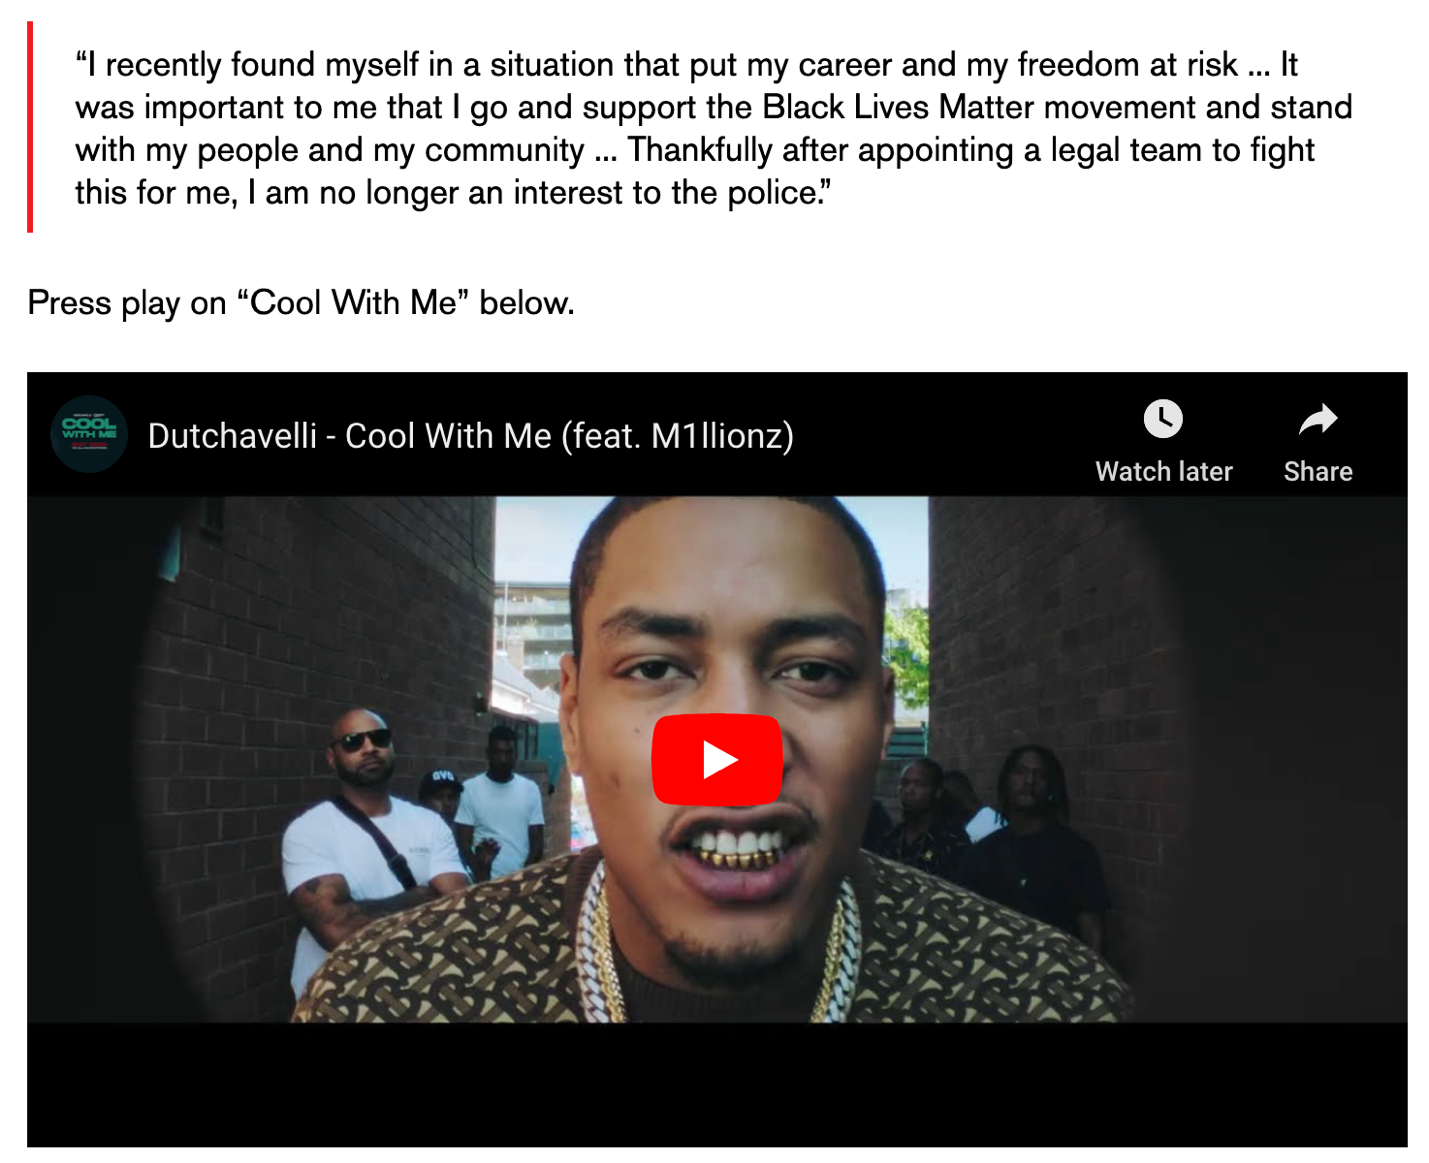 “I recently found myself in a situation that put my career and my freedom at risk ... It
was important to me that I go and support the Black Lives Matter movement and stand
with my people and my community ... Thankfully after appointing a legal team to fight
this for me, I am no longer an interest to the police.”
Press play on “Cool With Me” below.
COOL
WITH ME
Dutchavelli - Cool With Me (feat. M1llionz)
Watch later
Share
GVG